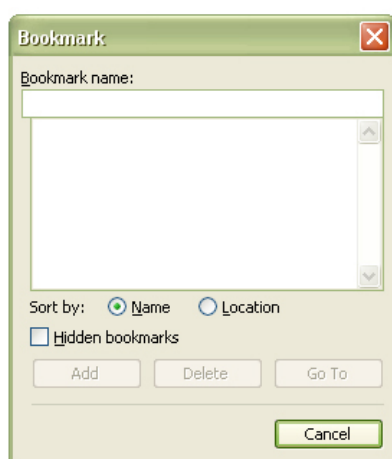 Bookmark
Bookmark name:
Sort by: Name Location
Hidden bookmarks
Add Delete Go To
Cancel